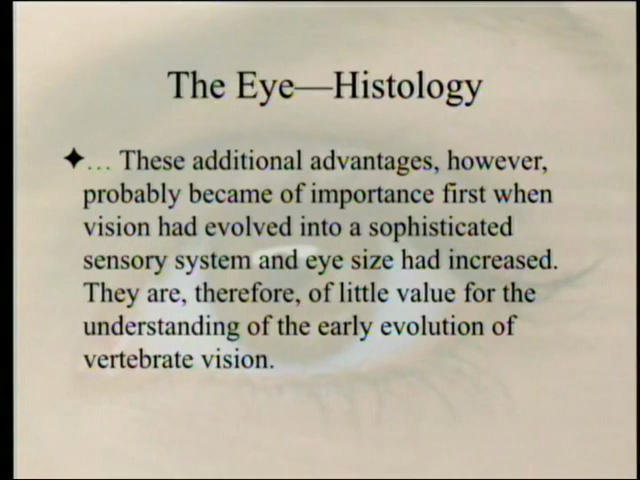 The Eye—Histology
… These additional advantages, however,
probably became of importance first when
vision had evolved into a sophisticated
sensory system and eye size had increased.
They are, therefore, of little value for the
understanding of the early evolution of
vertebrate vision.